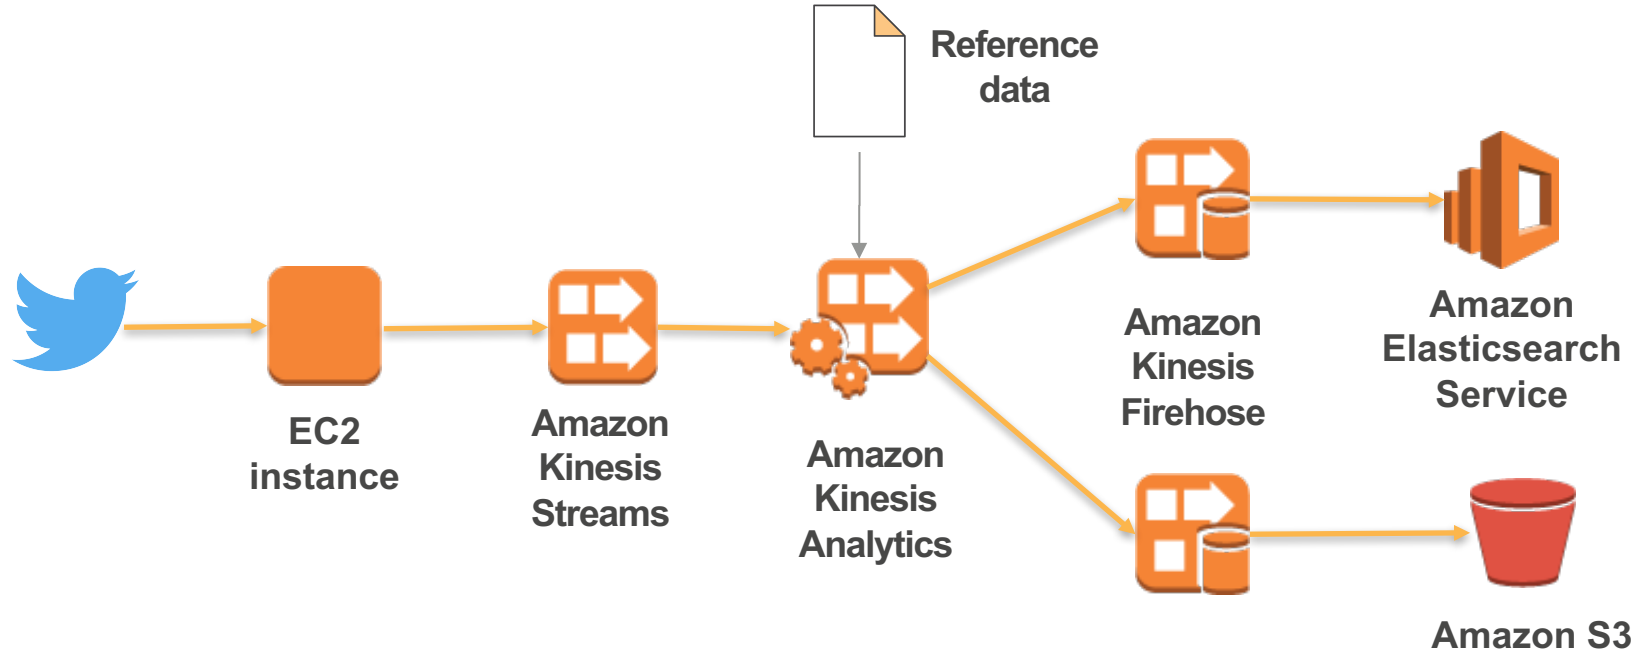 Reference
data
EC2
instance
Amazon
Kinesis
Streams
Amazon
Kinesis
Analytics
Amazon
Kinesis
Firehose
Amazon
Elasticsearch
Service
Amazon S3